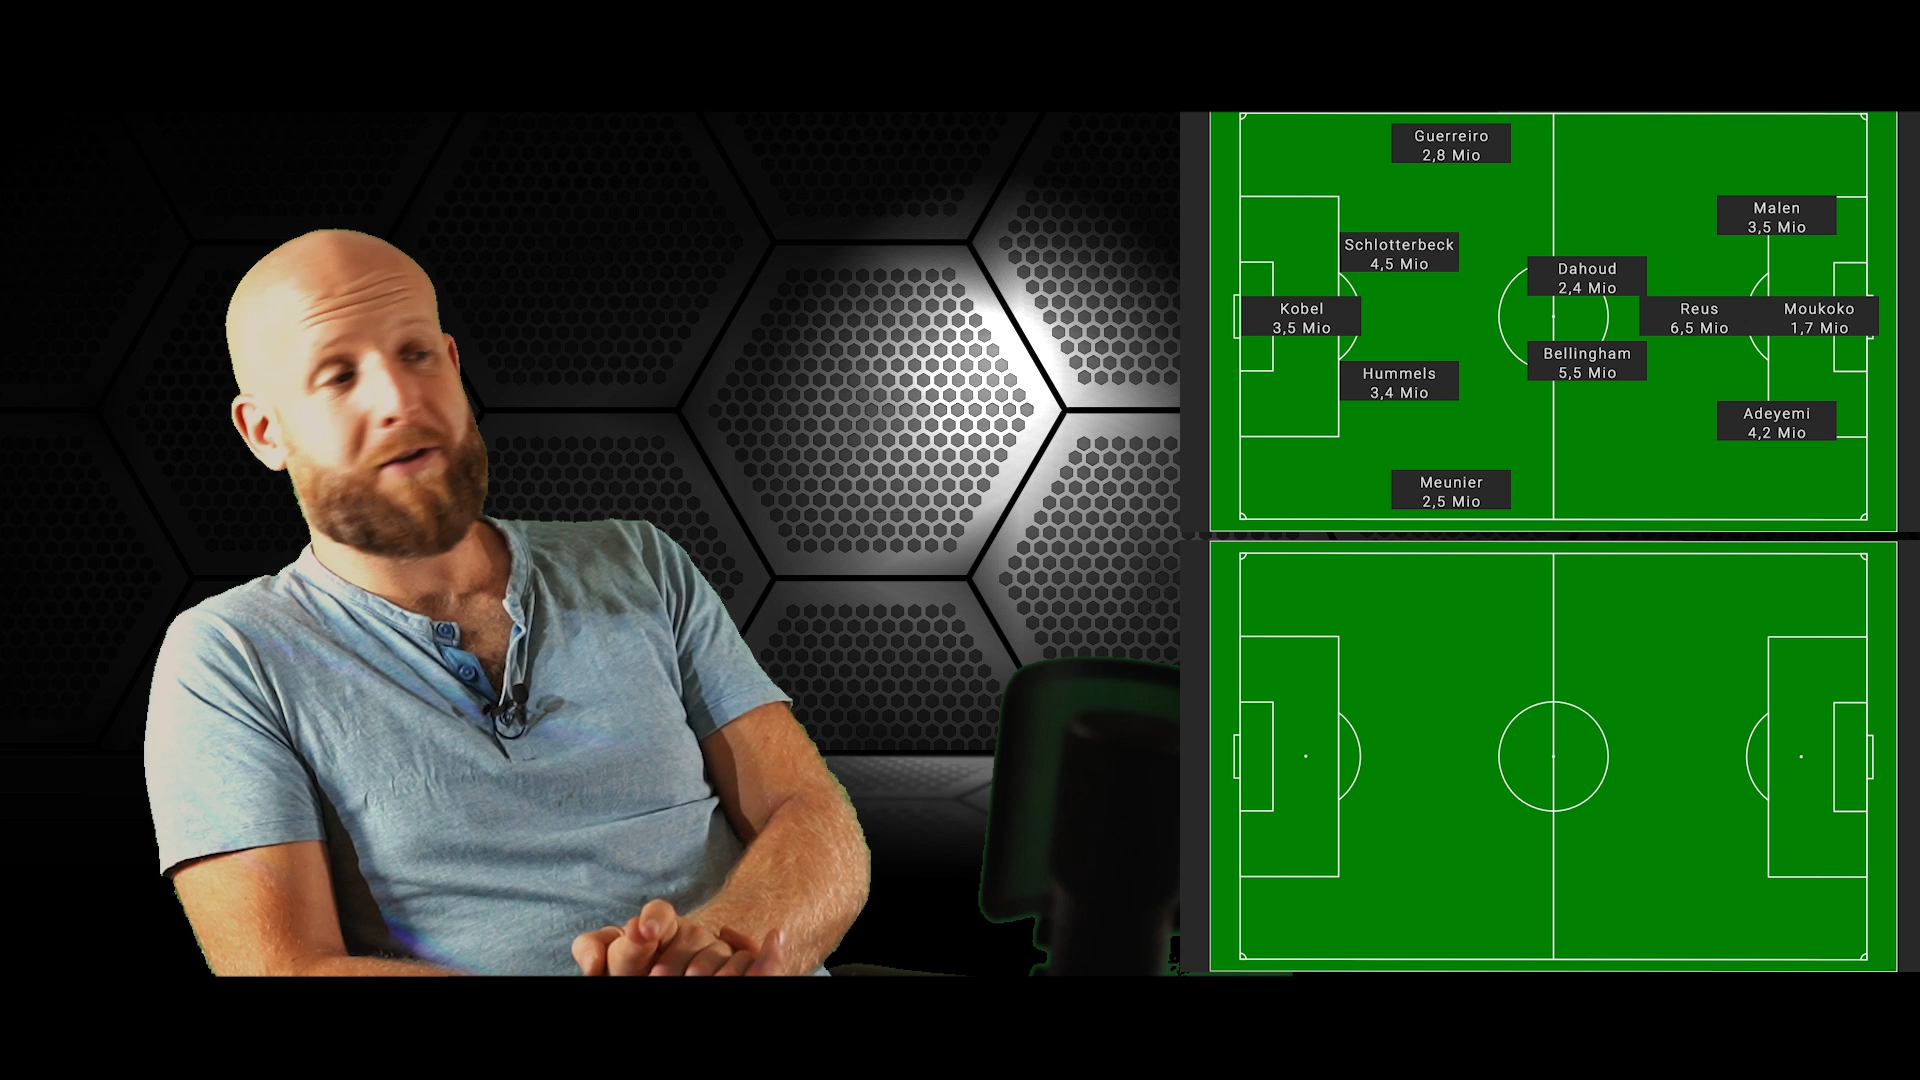 Guerreiro
2,8 Mio
Malen
3,5 Mio
Schlotterbeck
4,5 Mio
Dahoud
2,4 Mio
Kobel
3,5 Mio
Reus
6,5 Mio
Moukoko
1,7 Mio
Bellingham
5,5 Mio
Hummels
3,4 Mio
Adeyemi
4,2 Mio
Meunier
2,5 Mio